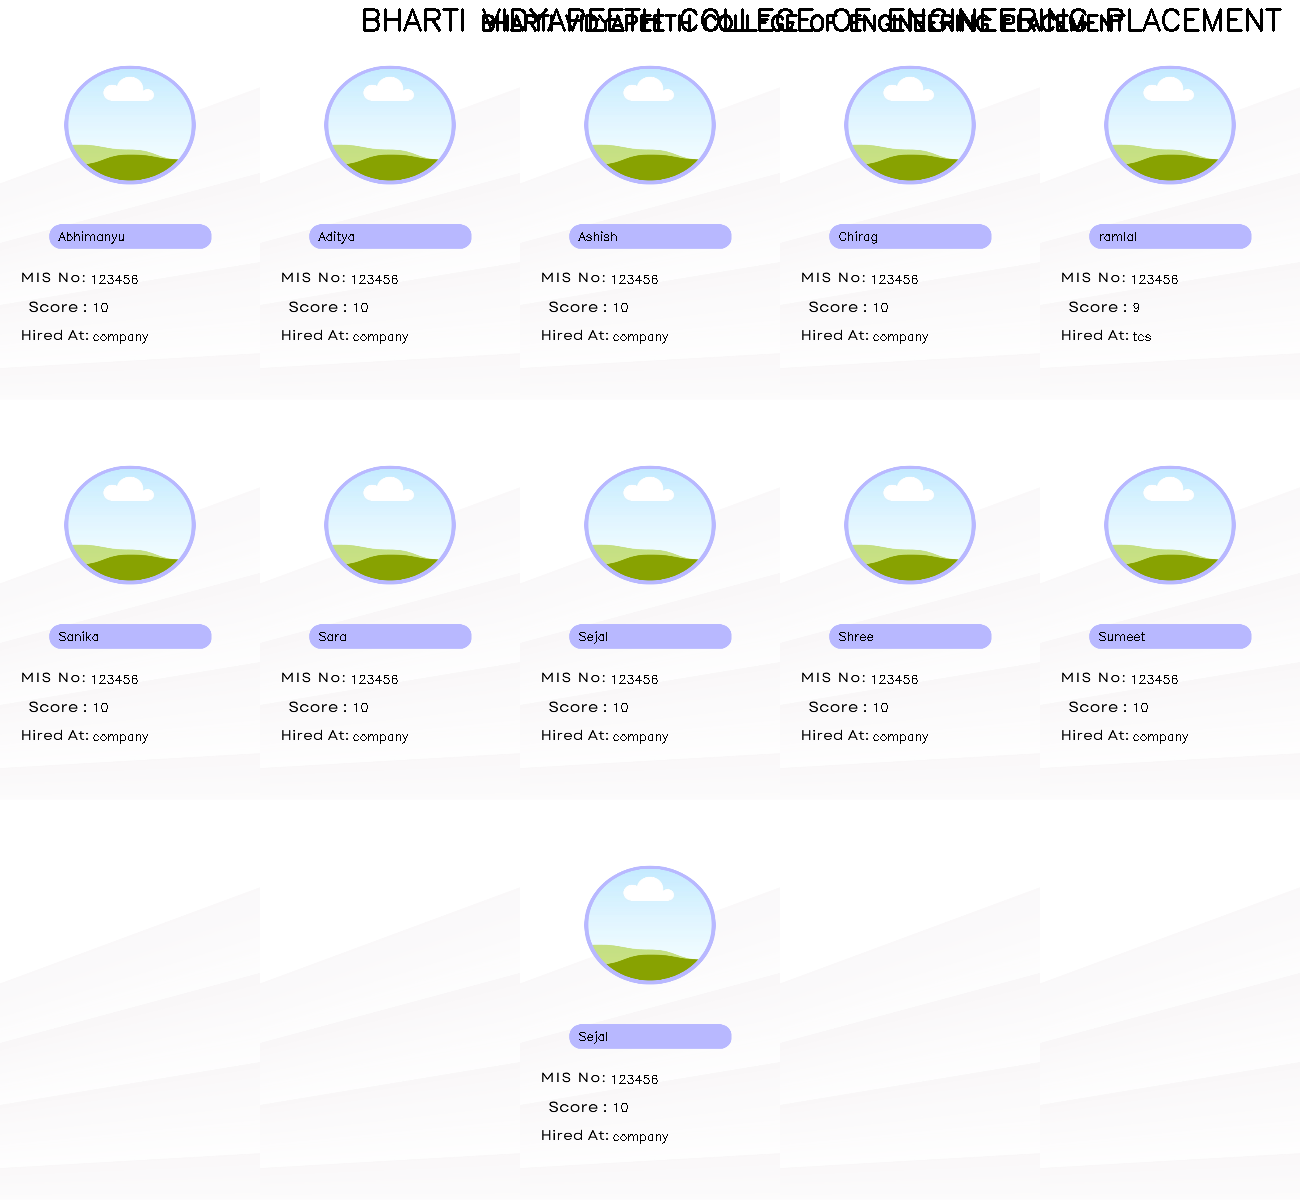 BHARTI VIDYAPEETH COLLEGE OF ENGINEERING PLACEMENT
BHARTI VIDYAPEETH COLLEGE OF ENGINEERING PLACEMENT
Abhimanyu
MIS No: 123456
Score : 10
Hired At: company
Aditya
MIS No: 123456
Score : 10
Hired At: company
Ashish
MIS No: 123456
Score : 10
Hired At: company
Chirag
MIS No: 123456
Score : 10
Hired At: company
ramlal
MIS No: 123456
Score : 9
Hired At: tcs
Sanika
MIS No: 123456
Score : 10
Hired At: company
Sara
MIS No: 123456
Score : 10
Hired At: company
Sejal
MIS No: 123456
Score : 10
Hired At: company
Shree
MIS No: 123456
Score : 10
Hired At: company
Sumeet
MIS No: 123456
Score : 10
Hired At: company
Sejal
MIS No: 123456
Score : 10
Hired At: company